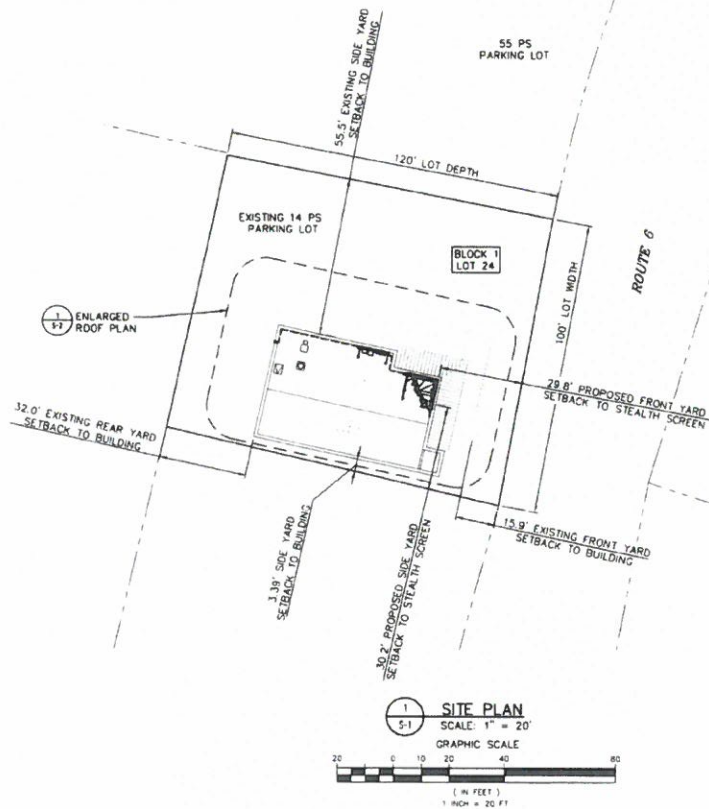 55 PS
PARKING LOT
55.5' EXISTING SIDE YARD
SETBACK TO BUILDING
120' LOT DEPTH
EXISTING 14 PS
PARKING LOT
BLOCK 1
LOT 24
ROUTE 6
100' LOT WIDTH
1
S-2
ENLARGED
ROOF PLAN
29.8' PROPOSED FRONT YARD
SETBACK TO STEALTH SCREEN
32.0' EXISTING REAR YARD
SETBACK TO BUILDING
15.9' EXISTING FRONT YARD
SETBACK TO BUILDING
3.39' SIDE YARD
SETBACK TO BUILDING
30.2' PROPOSED SIDE YARD
SETBACK TO STEALTH SCREEN
1
S-1
SITE PLAN
SCALE: 1" = 20'
GRAPHIC SCALE
20 0 10 20 40 80
( IN FEET )
1 INCH = 20 FT